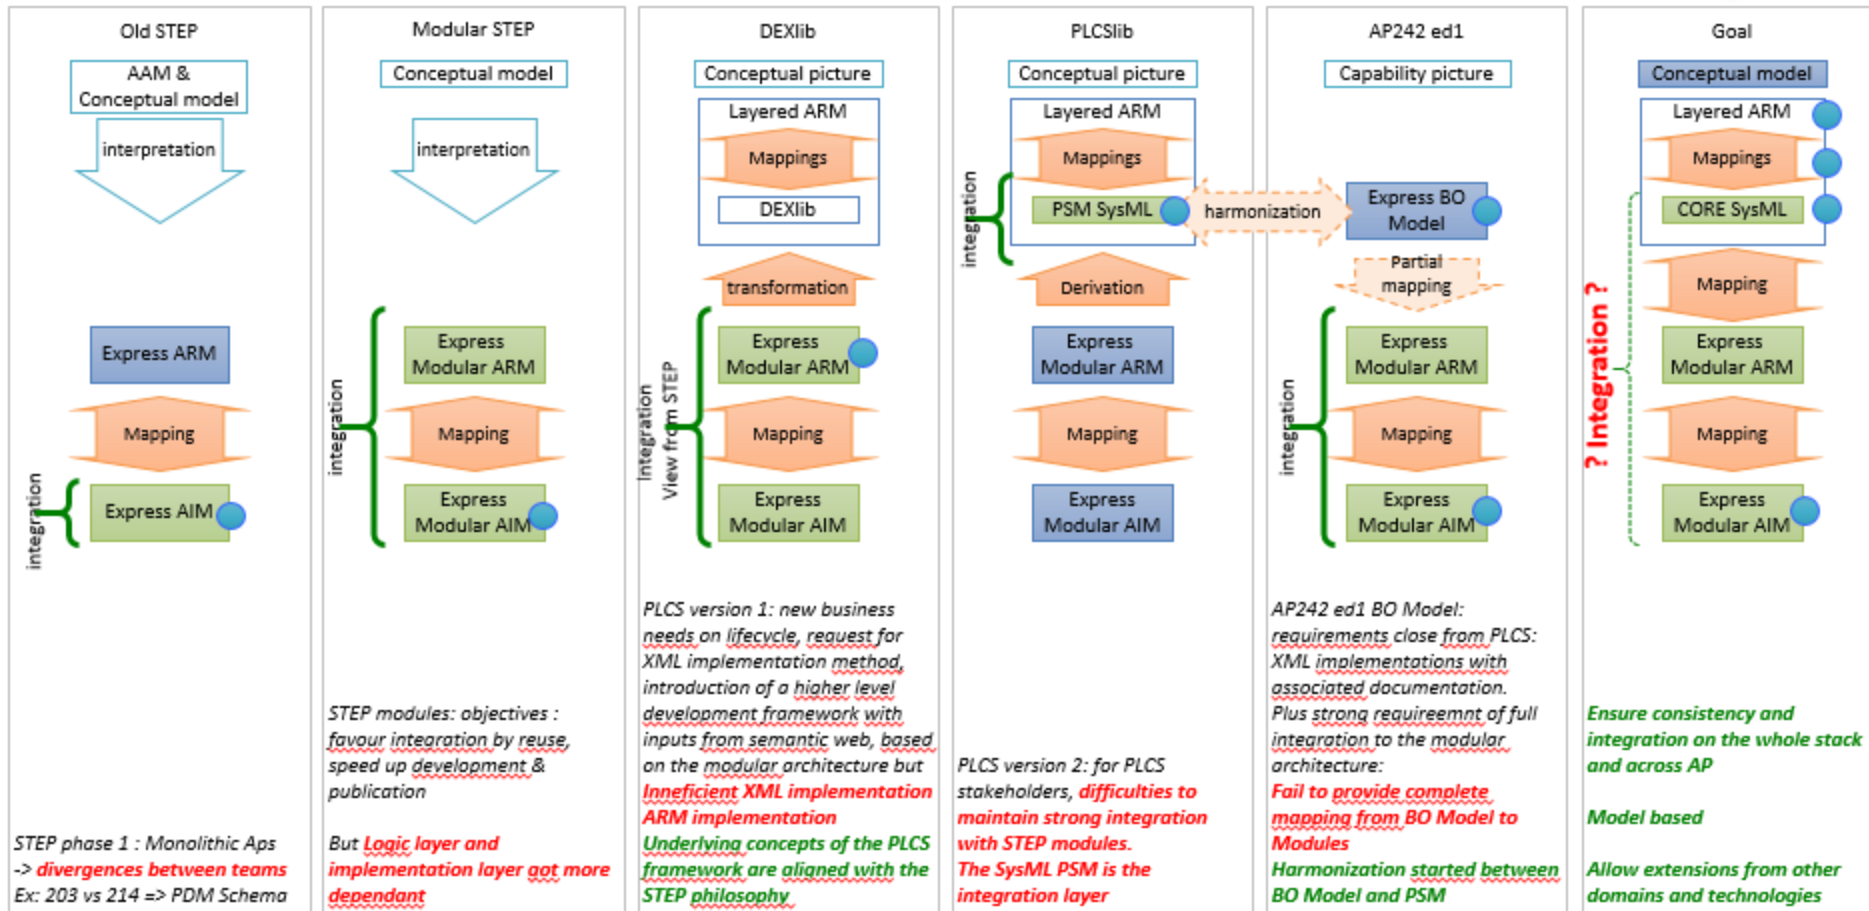 Old STEP
AAM &
Conceptual model
interpretation
Express ARM
Mapping
integration
Express AIM
STEP phase 1 : Monolithic Aps
-> divergences between teams
Ex: 203 vs 214 => PDM Schema
Modular STEP
Conceptual model
interpretation
integration
Express
Modular ARM
Mapping
Express
Modular AIM
STEP modules: objectives :
favour integration by reuse,
speed up development &
publication
But Logic layer and
implementation layer got more
dependant
DEXlib
Conceptual picture
Layered ARM
Mappings
DEXlib
transformation
Integration
View from STEP
Express
Modular ARM
Mapping
Express
Modular AIM
PLCS version 1: new business
needs on lifecycle, request for
XML implementation method,
introduction of a higher level
development framework with
inputs from semantic web, based
on the modular architecture but
Inneficient XML implementation
ARM implementation
Underlying concepts of the PLCS
framework are aligned with the
STEP philosophy
PLCSlib
Conceptual picture
Layered ARM
Mappings
integration
PSM SysML
harmonization
Derivation
Express
Modular ARM
Mapping
Express
Modular AIM
PLCS version 2: for PLCS
stakeholders, difficulties to
maintain strong integration
with STEP modules.
The SysML PSM is the
integration layer
AP242 ed1
Capability picture
Express BO
Model
Partial
mapping
integration
Express
Modular ARM
Mapping
Express
Modular AIM
AP242 ed1 BO Model:
requirements close from PLCS:
XML implementations with
associated documentation.
Plus strong requireemnt of full
integration to the modular
architecture:
Fail to provide complete
mapping from BO Model to
Modules
Harmonization started between
BO Model and PSM
Goal
Conceptual model
Layered ARM
Mappings
CORE SysML
Mapping
? Integration ?
Express
Modular ARM
Mapping
Express
Modular AIM
Ensure consistency and
integration on the whole stack
and across AP
Model based
Allow extensions from other
domains and technologies